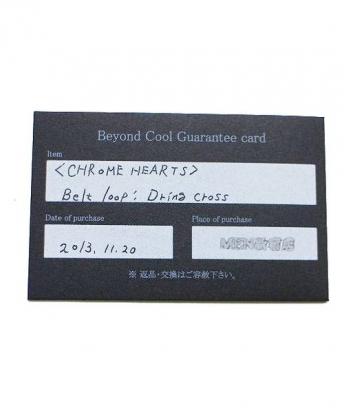 Beyond Cool Guarantee card
Item
<CHROME HEARTS>
Belt loop: Dring cross
Date of purchase
Place of purchase
2013.11.20
※ 返品・交換はご容赦下さい。